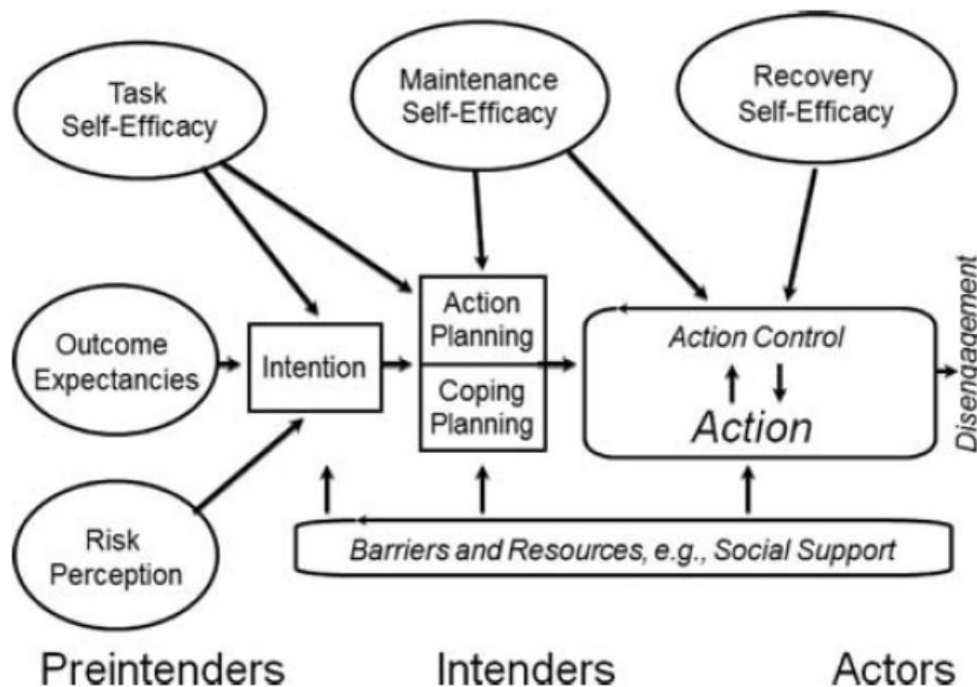 Task
Self-Efficacy
Maintenance
Self-Efficacy
Recovery
Self-Efficacy
Outcome
Expectancies
Intention
Action
Planning
Coping
Planning
Action Control
Action
Disengagement
Risk
Perception
Barriers and Resources, e.g., Social Support
Preintenders
Intenders
Actors